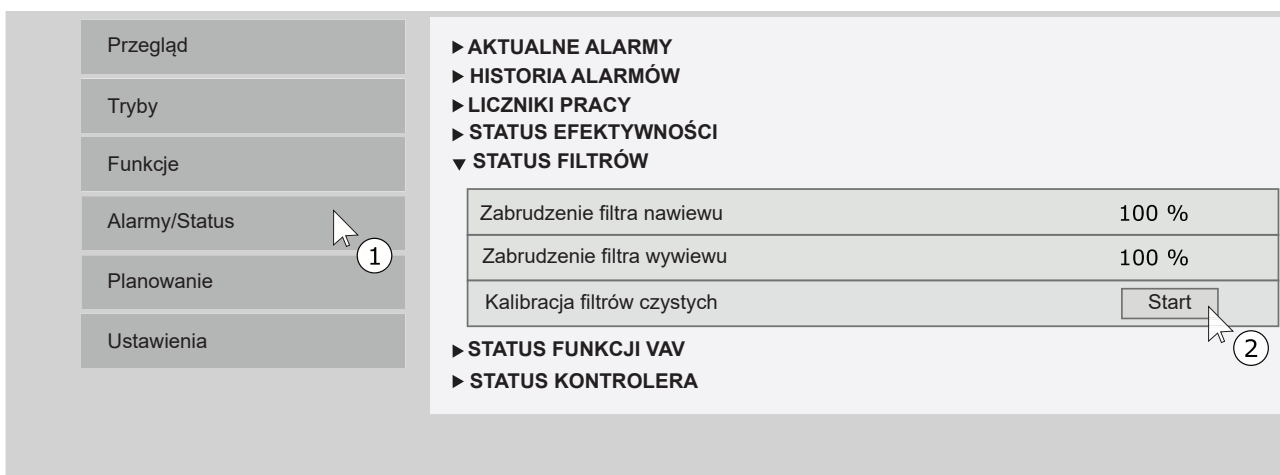 Przegląd
Tryby
Funkcje
Alarmy/Status
1
Planowanie
Ustawienia
AKTUALNE ALARMY
HISTORIA ALARMÓW
LICZNIKI PRACY
STATUS EFEKTYWNOŚCI
STATUS FILTRÓW
Zabrudzenie filtra nawiewu 100 %
Zabrudzenie filtra wywiewu 100 %
Kalibracja filtrów czystych Start
2
STATUS FUNKCJI VAV
STATUS KONTROLERA